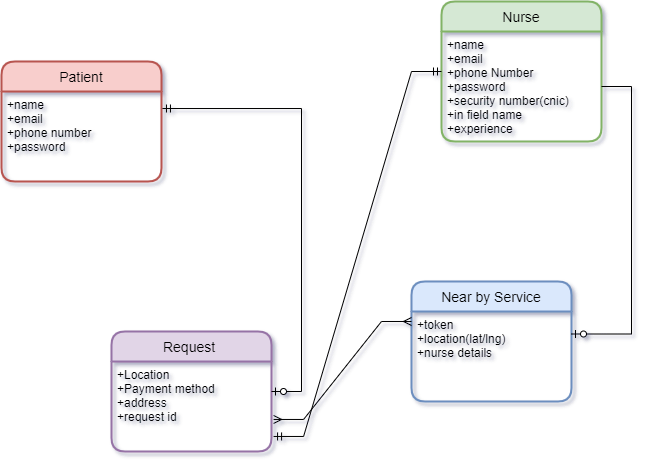 Nurse
+name
+email
+phone Number
+password
+security number(cnic)
+in field name
+experience
Patient
+name
+email
+phone number
+password
Near by Service
+token
+location(lat/lng)
+nurse details
Request
+Location
+Payment method
+address
+request id